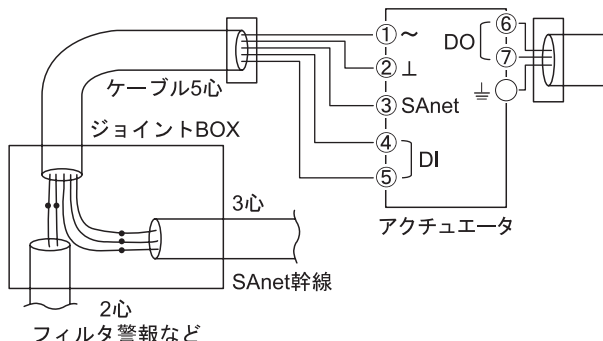 ① ~
② ⊥
③ SAnet
④
⑤
DI
DO
⑥
⑦
⏚
アクチュエータ
ケーブル5心
ジョイントBOX
3心
SAnet幹線
2心
フィルタ警報など